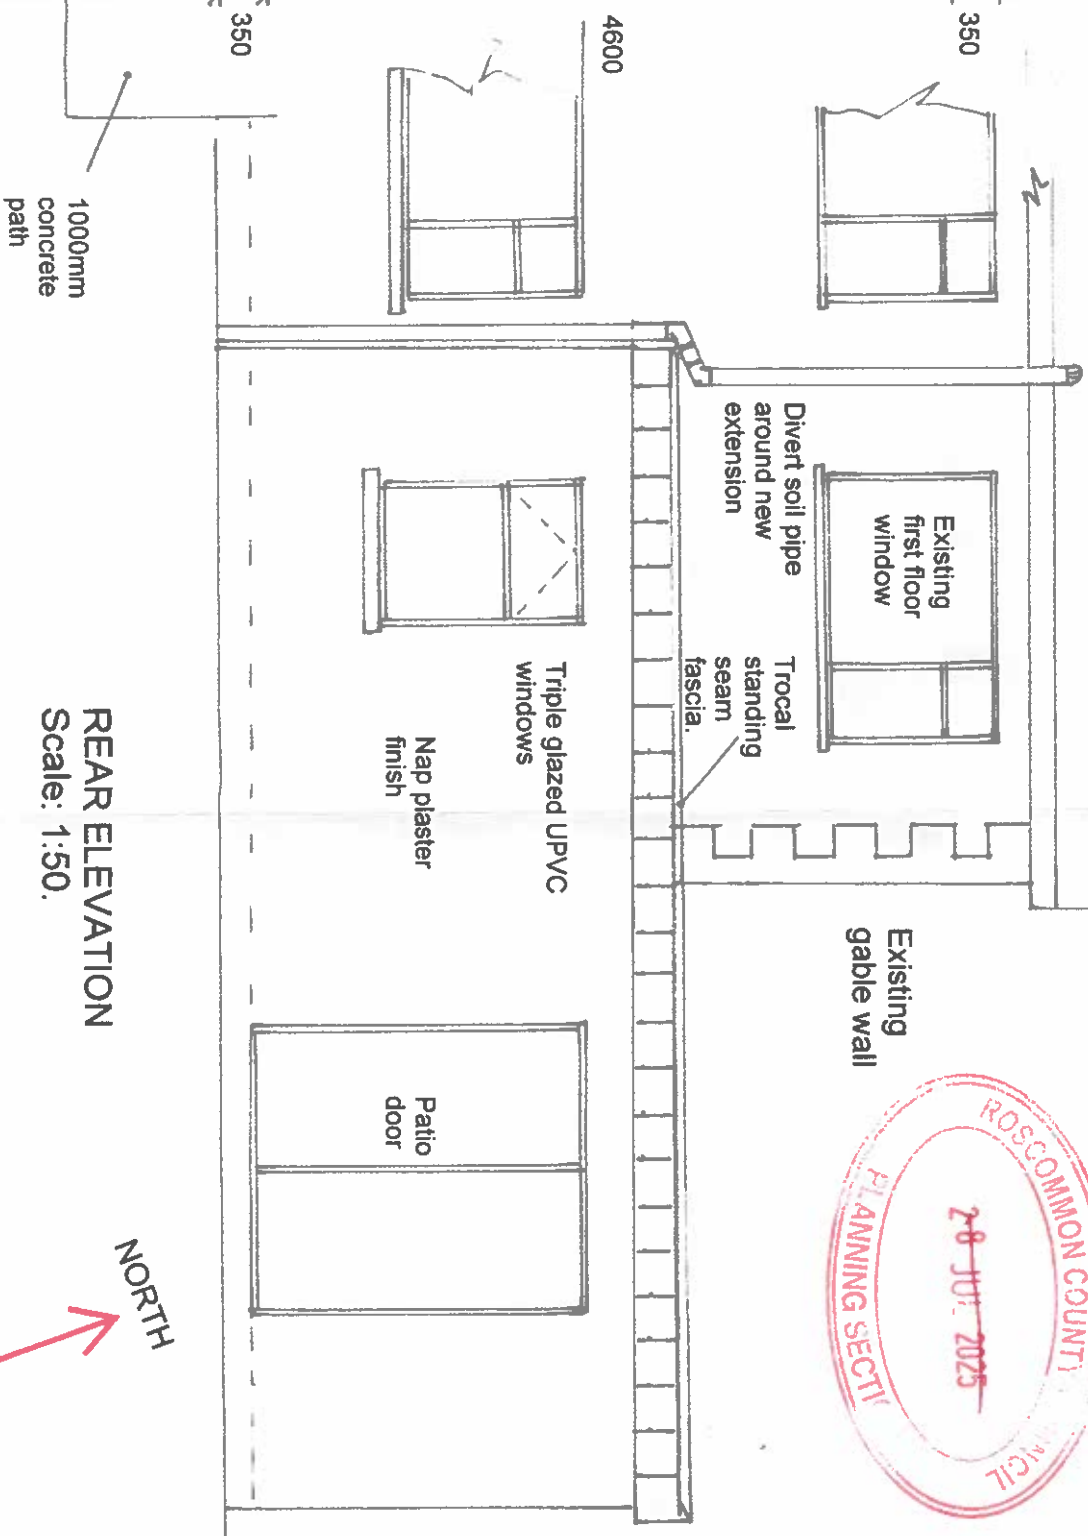 350
4600
350
1000mm
concrete
path
Divert soil pipe
around new
extension
Existing
first floor
window
Trocal
standing
seam
fascia.
Triple glazed UPVC
windows
Nap plaster
finish
Existing
gable wall
Patio
door
REAR ELEVATION
Scale: 1:50.
NORTH
ROSCOMMON COUNTY
28 JUL 2025
PLANNING SECTI